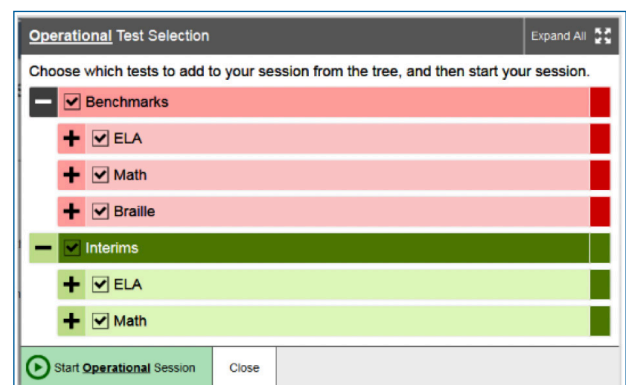 Operational Test Selection Expand All
Choose which tests to add to your session from the tree, and then start your session.
Benchmarks
ELA
Math
Braille
Interims
ELA
Math
Start Operational Session Close